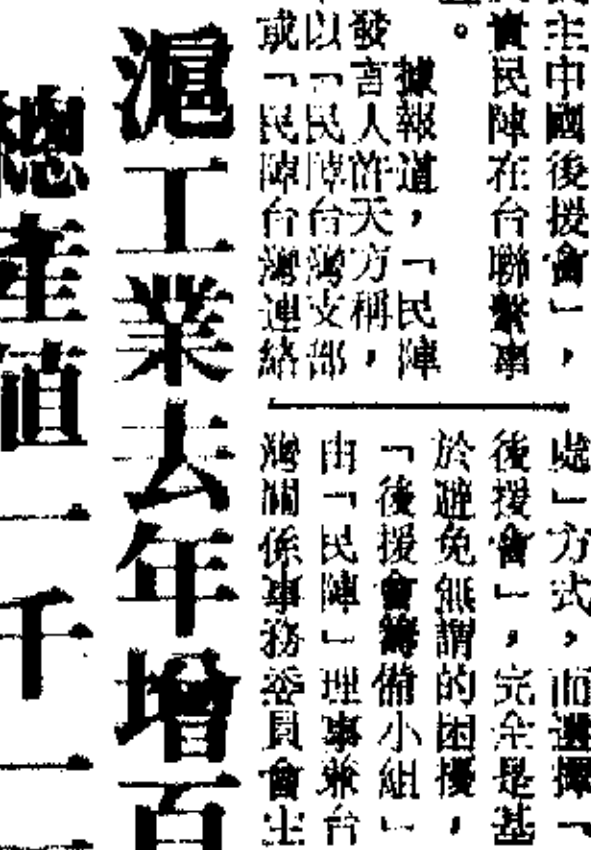 主中國後援會」,
責民陣在台聯繫事
。
據報道,「民陣
發言人許天方稱,
以「民陣台灣支部
或「民陣台灣連絡
處」方式,而選擇「
後援會」,完全是基
於避免無謂的困擾,
「後援會籌備小組」
由「民陣」理事兼台
灣關係事務委員會主
滬工業去年增百
總產值一千一